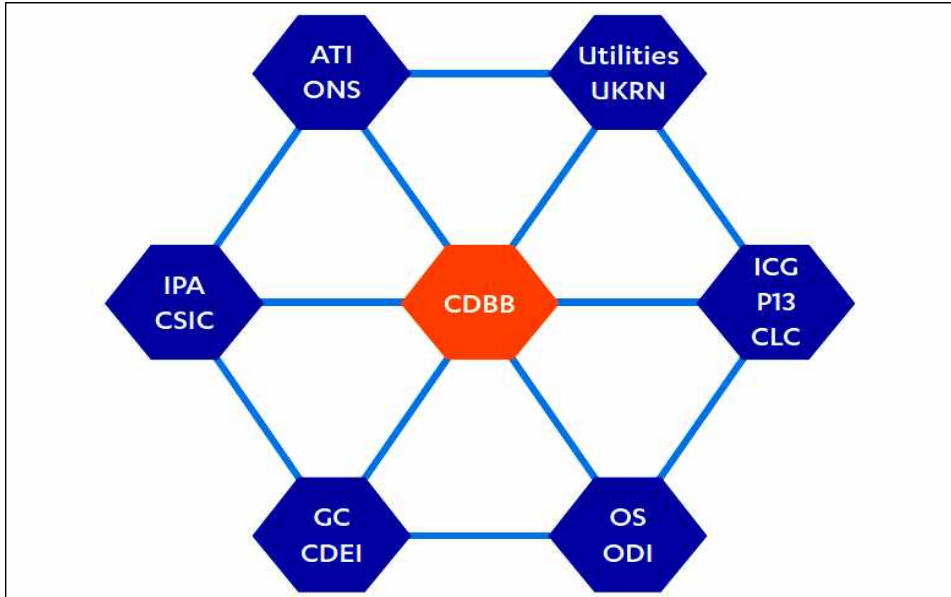 ATI
ONS
Utilities
UKRN
IPA
CSIC
CDBB
ICG
P13
CLC
GC
CDEI
OS
ODI